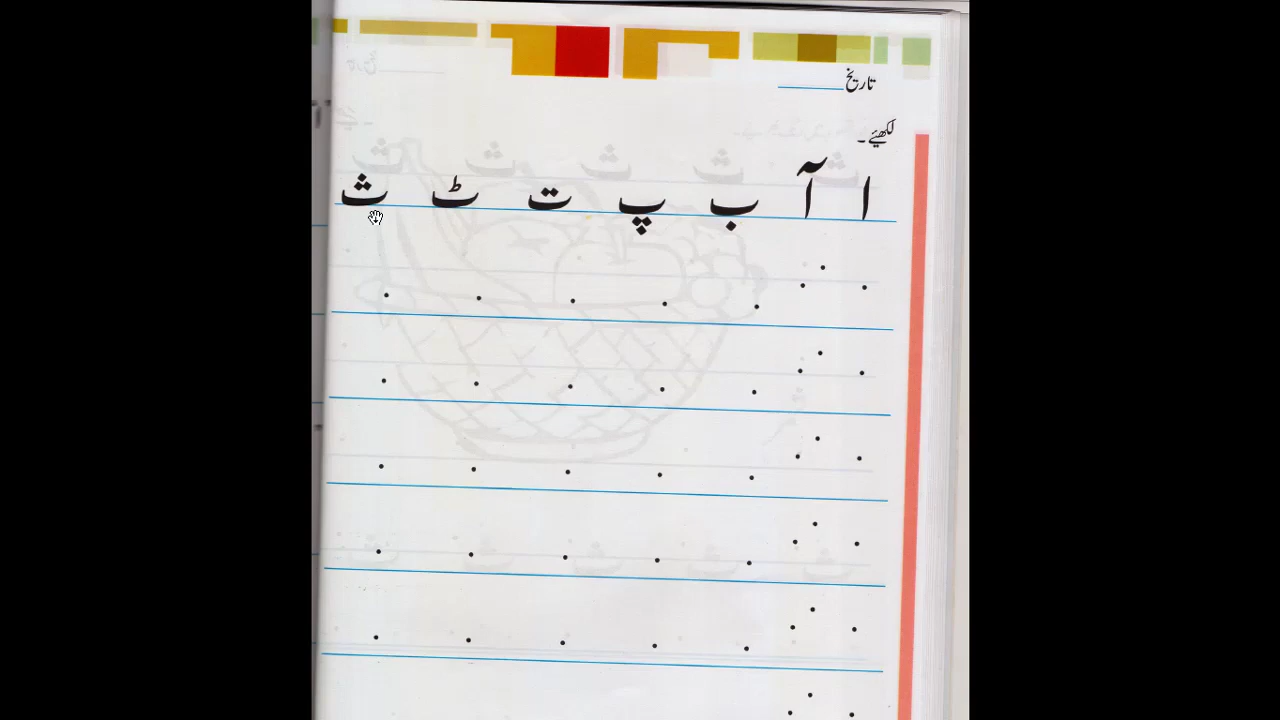 تاریخ
لکھیے۔
ا آ ب پ ت ٹ ث